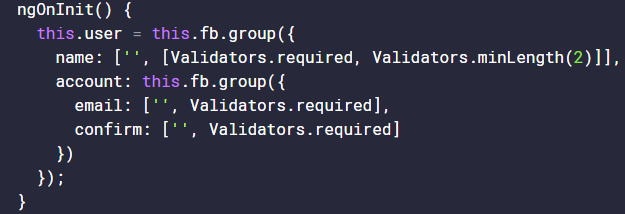 ngOnInit() {
  this.user = this.fb.group({
    name: ['', [Validators.required, Validators.minLength(2)]],
    account: this.fb.group({
      email: ['', Validators.required],
      confirm: ['', Validators.required]
    })
  });
}